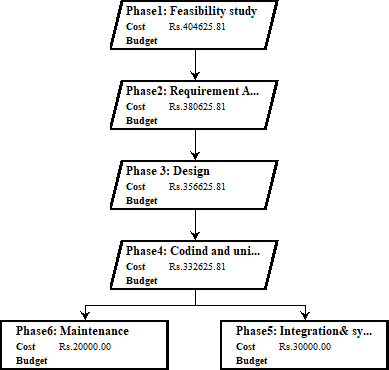 Phase1: Feasibility study
Cost Rs.404625.81
Budget
Phase2: Requirement A...
Cost Rs.380625.81
Budget
Phase 3: Design
Cost Rs.356625.81
Budget
Phase4: Codind and uni...
Cost Rs.332625.81
Budget
Phase6: Maintenance
Cost Rs.20000.00
Budget
Phase5: Integration& sy...
Cost Rs.30000.00
Budget